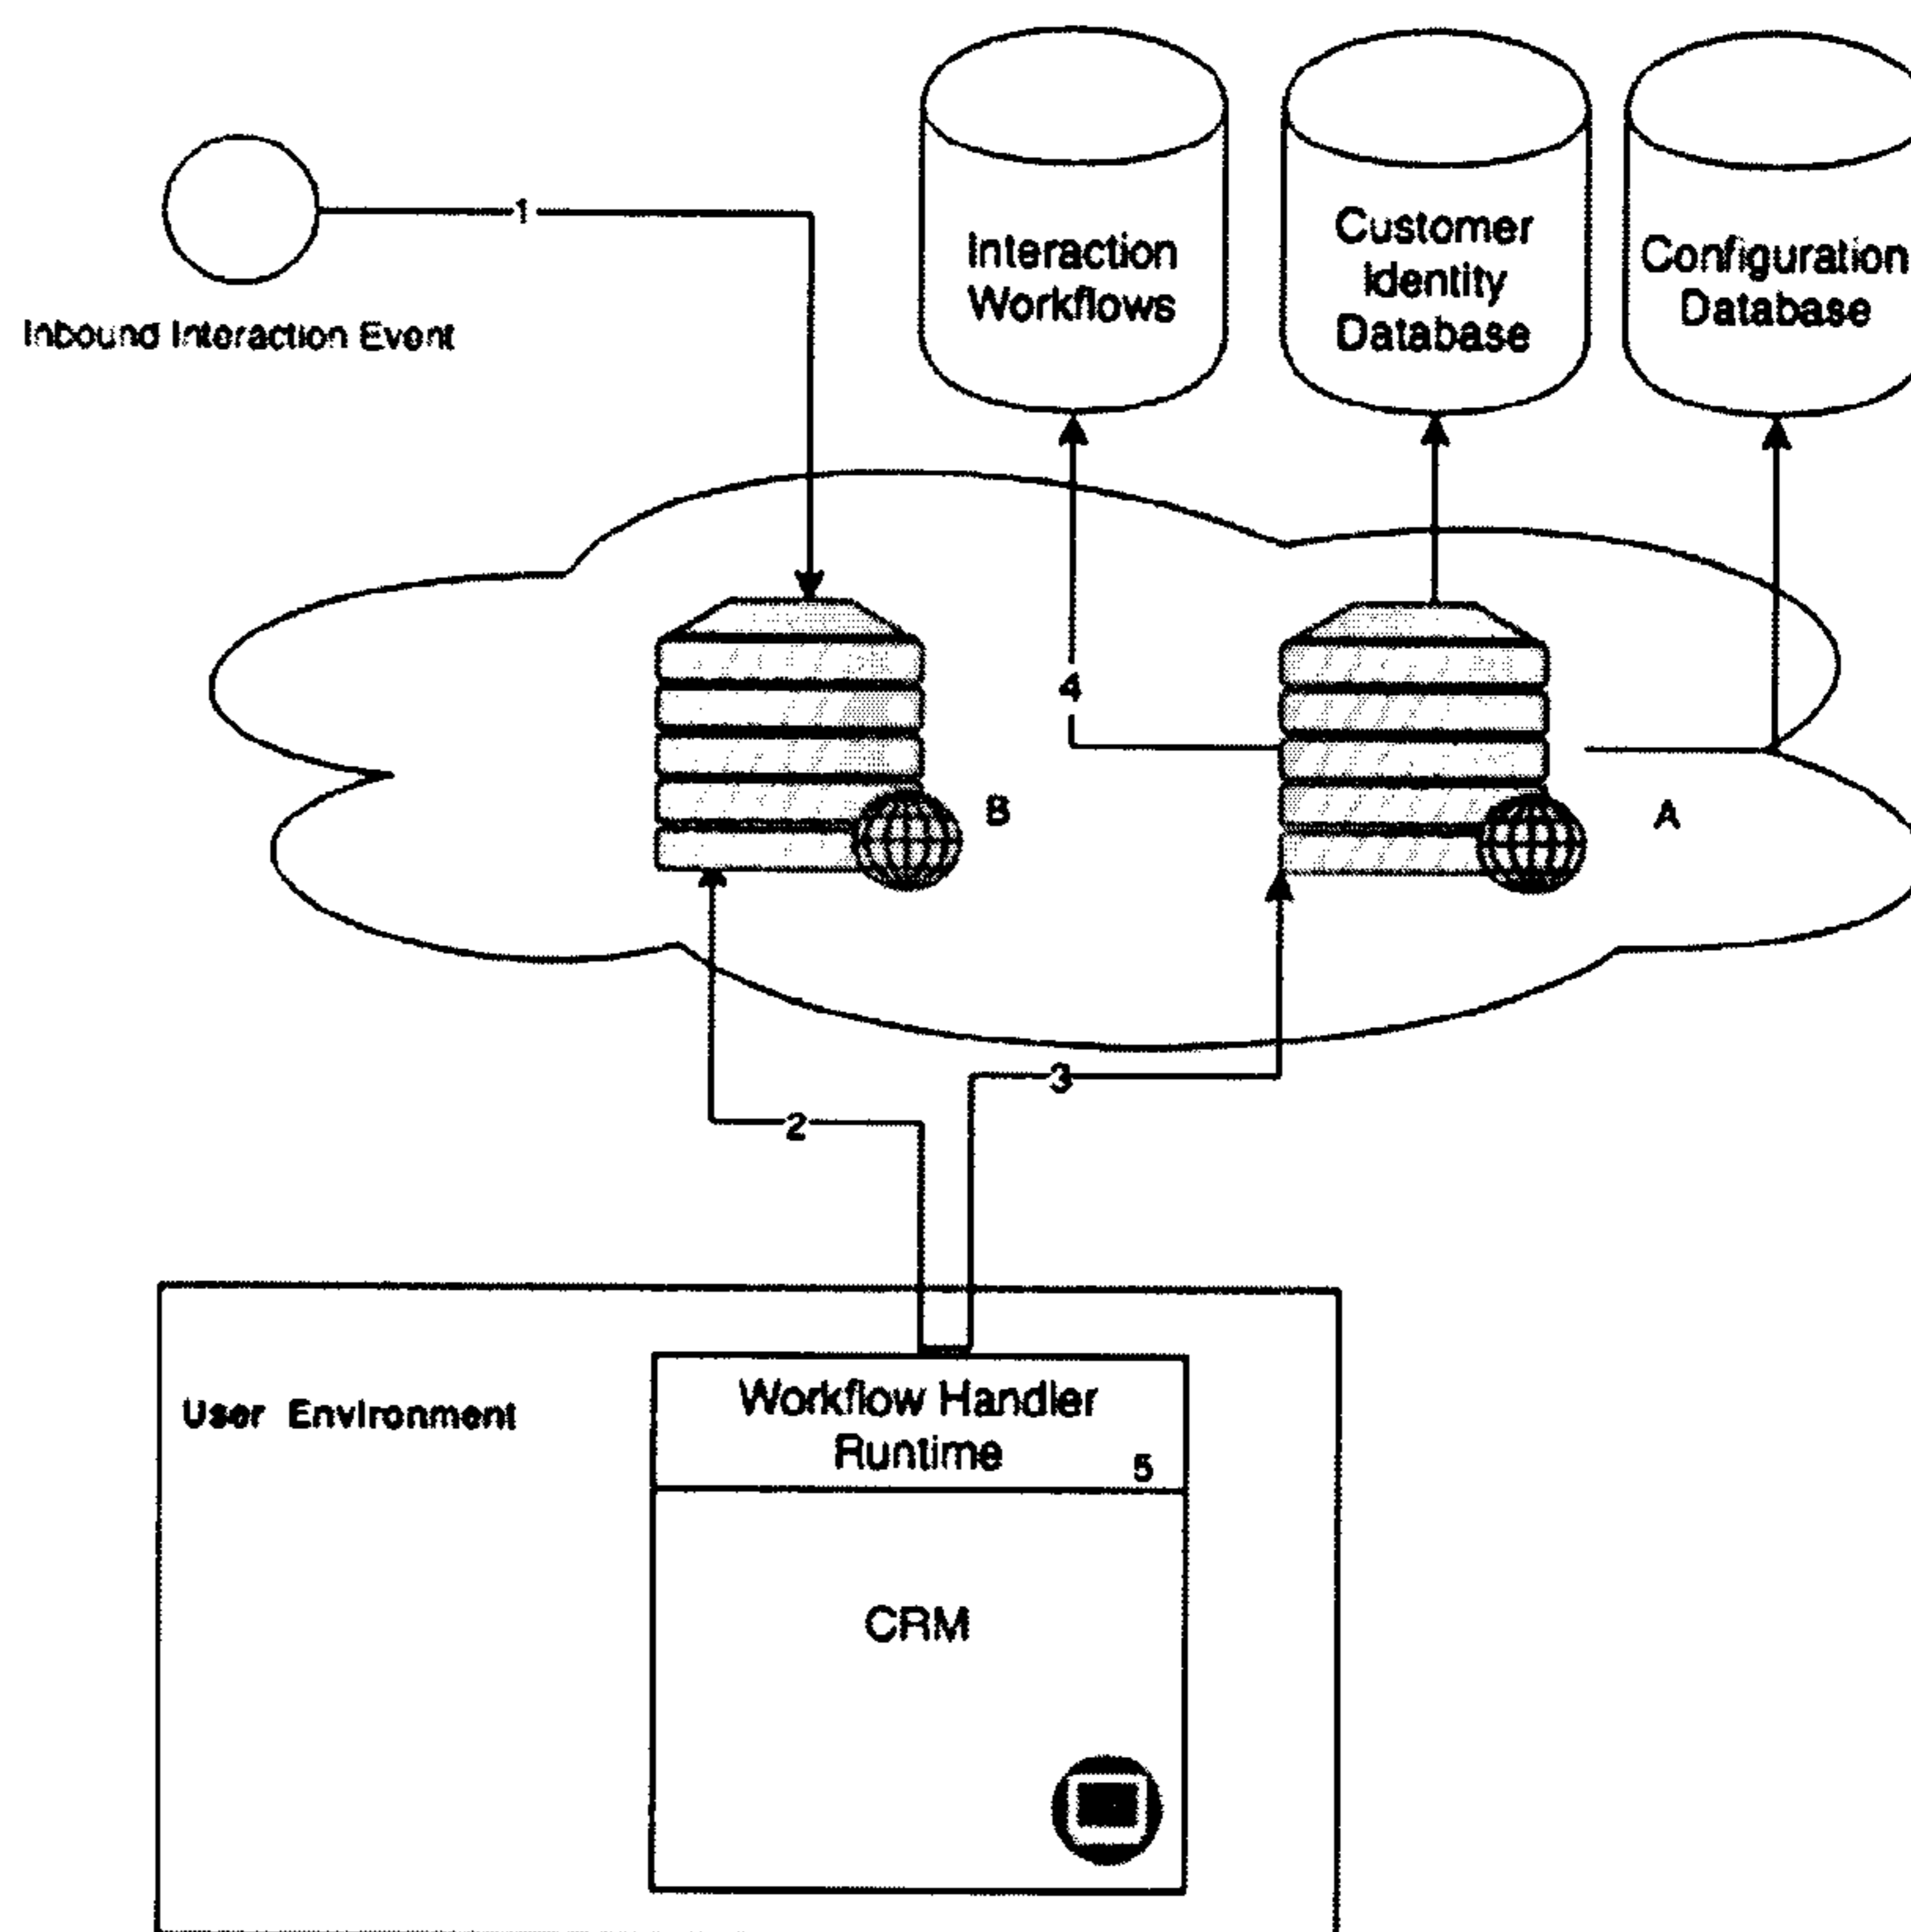 1
Inbound Interaction Event
Interaction
Workflows
Customer
Identity
Database
Configuration
Database
4
B
A
3
2
User Environment
Workflow Handler
Runtime
5
CRM